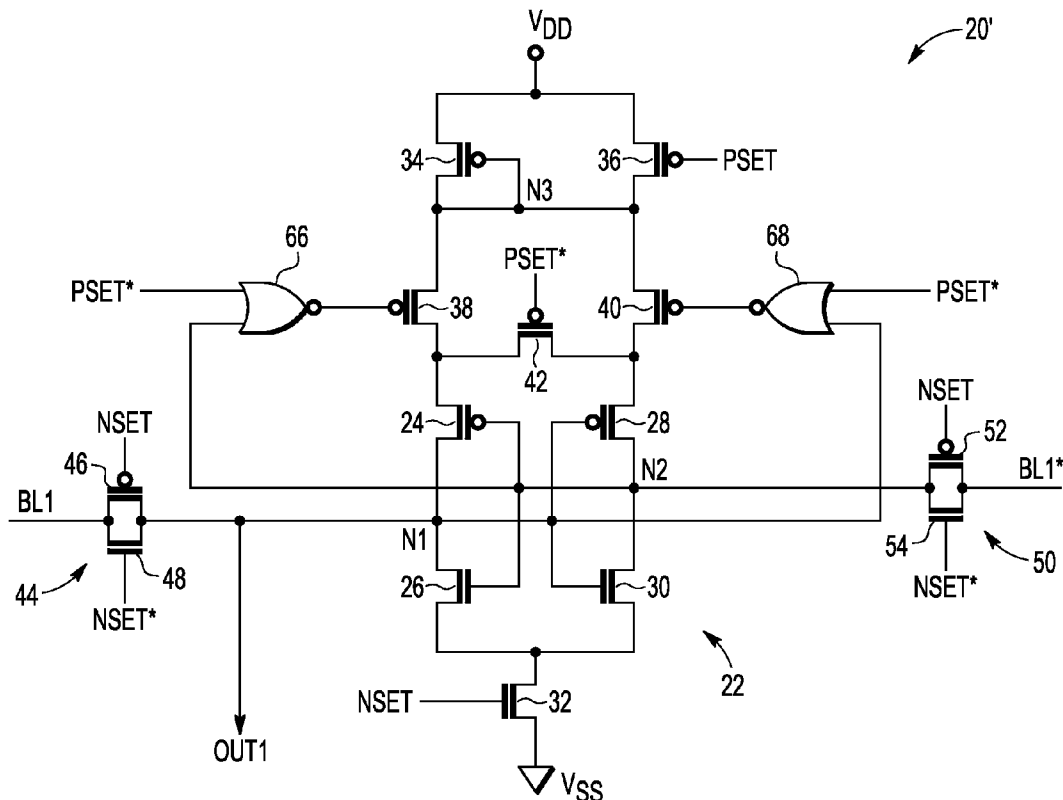 V_DD
20'
34
36
PSET
N3
66
68
PSET*
PSET*
PSET*
38
40
42
NSET
24
28
NSET
46
52
BL1
N2
BL1*
N1
54
44
48
26
30
50
NSET*
NSET*
22
NSET
32
OUT1
V_SS